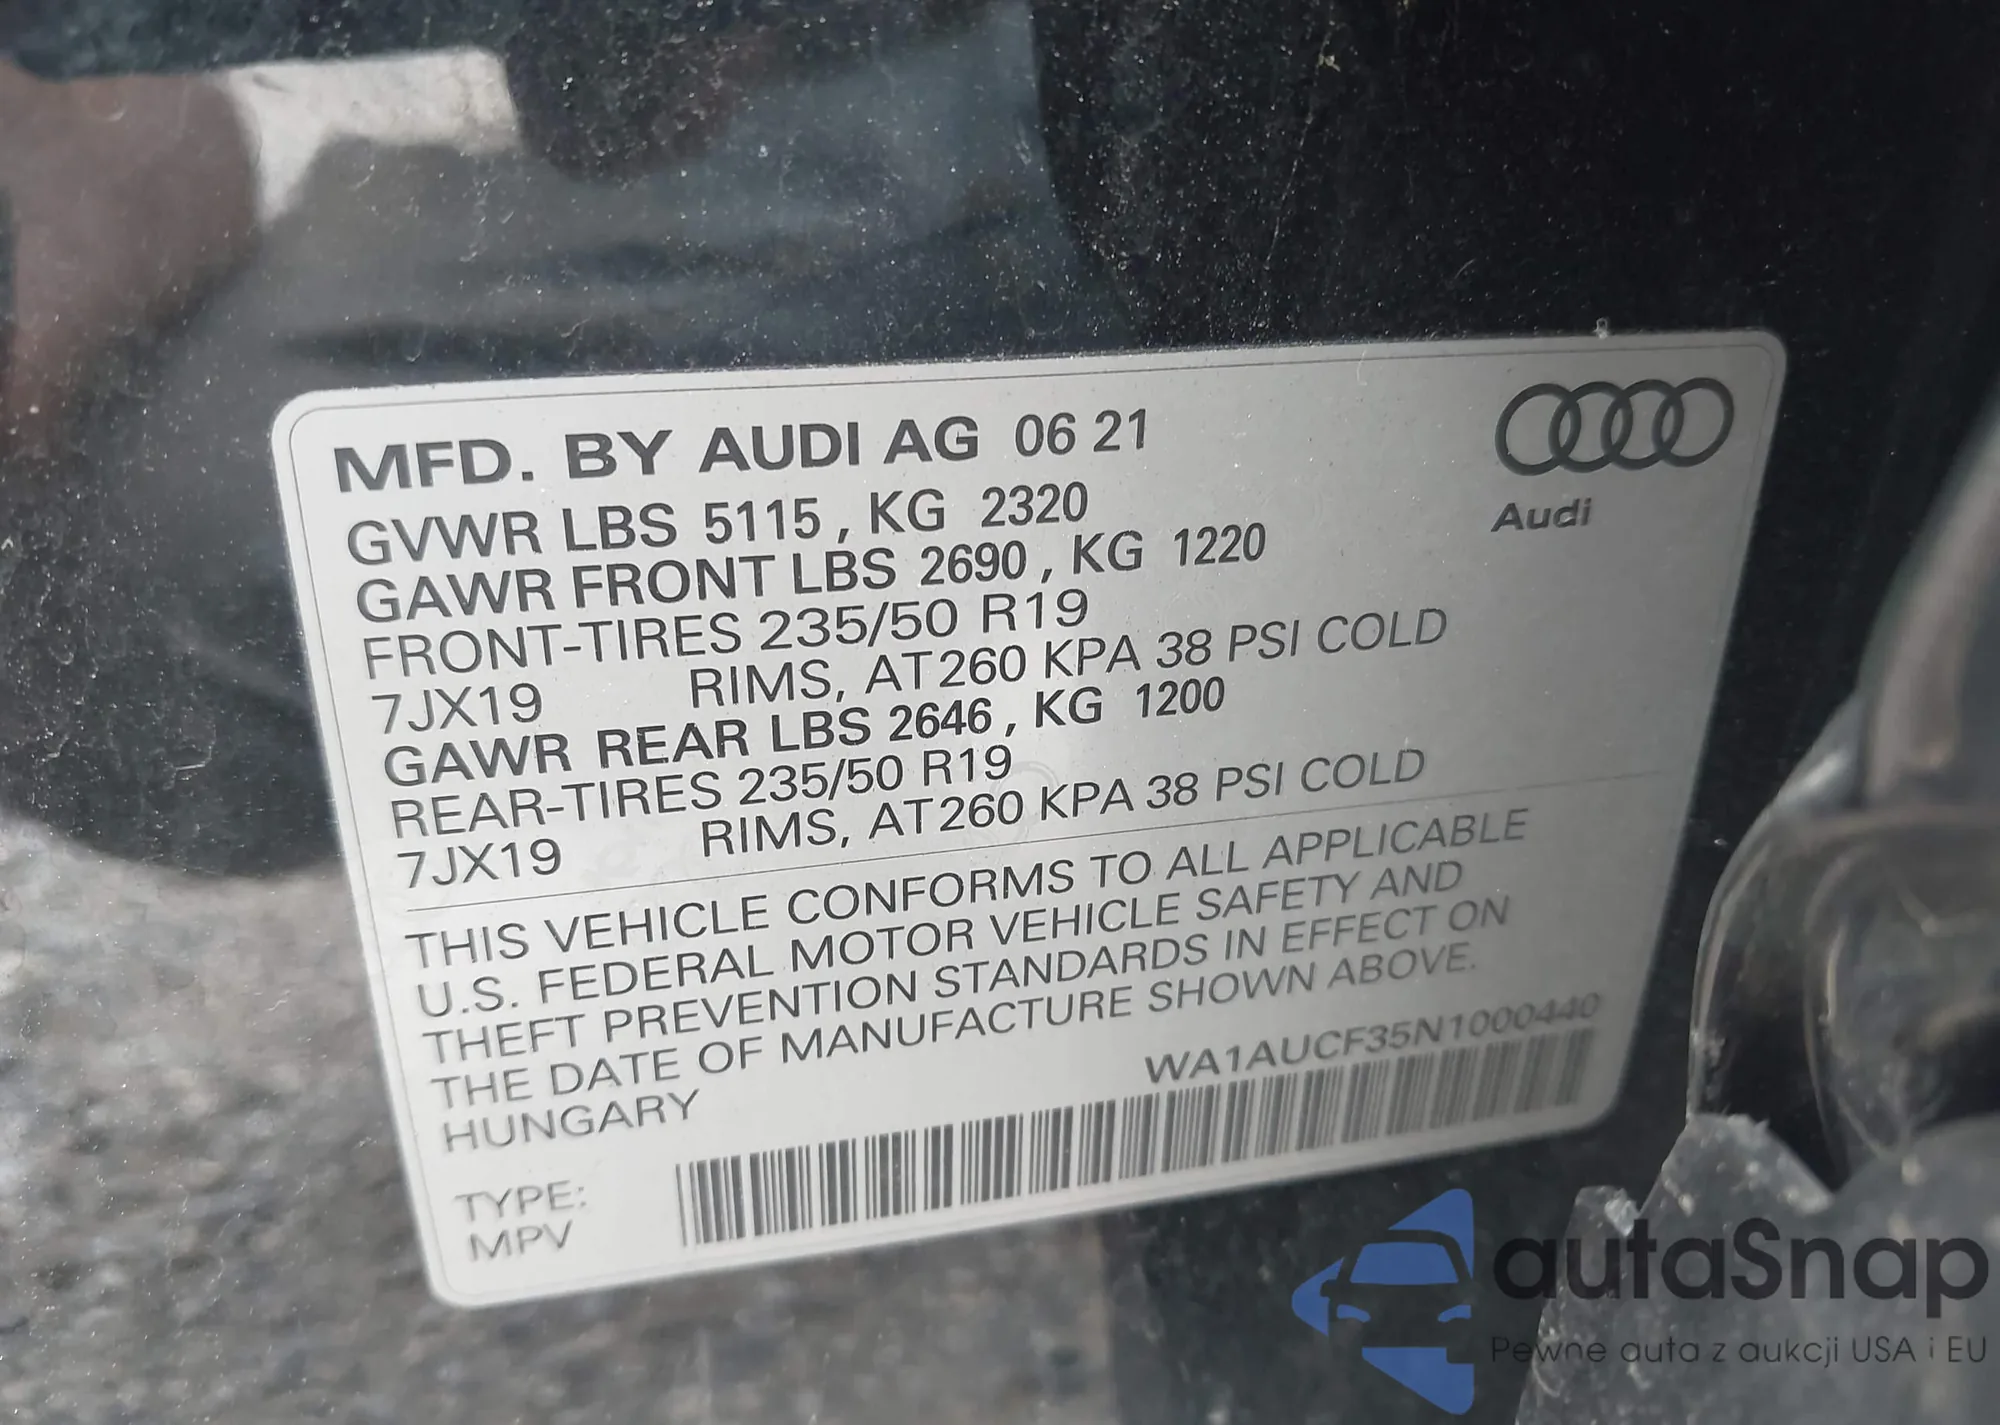 MFD. BY AUDI AG 06 21
GVWR LBS 5115, KG 2320
GAWR FRONT LBS 2690, KG 1220
FRONT-TIRES 235/50 R19
7JX19 RIMS, AT 260 KPA 38 PSI COLD
GAWR REAR LBS 2646, KG 1200
REAR-TIRES 235/50 R19
7JX19 RIMS, AT 260 KPA 38 PSI COLD
THIS VEHICLE CONFORMS TO ALL APPLICABLE
U.S. FEDERAL MOTOR VEHICLE SAFETY AND
THEFT PREVENTION STANDARDS IN EFFECT ON
THE DATE OF MANUFACTURE SHOWN ABOVE.
HUNGARY
WA1AUCF35N1000440
TYPE:
MPV
Audi
autaSnap
Pewne auta z aukcji USA i EU